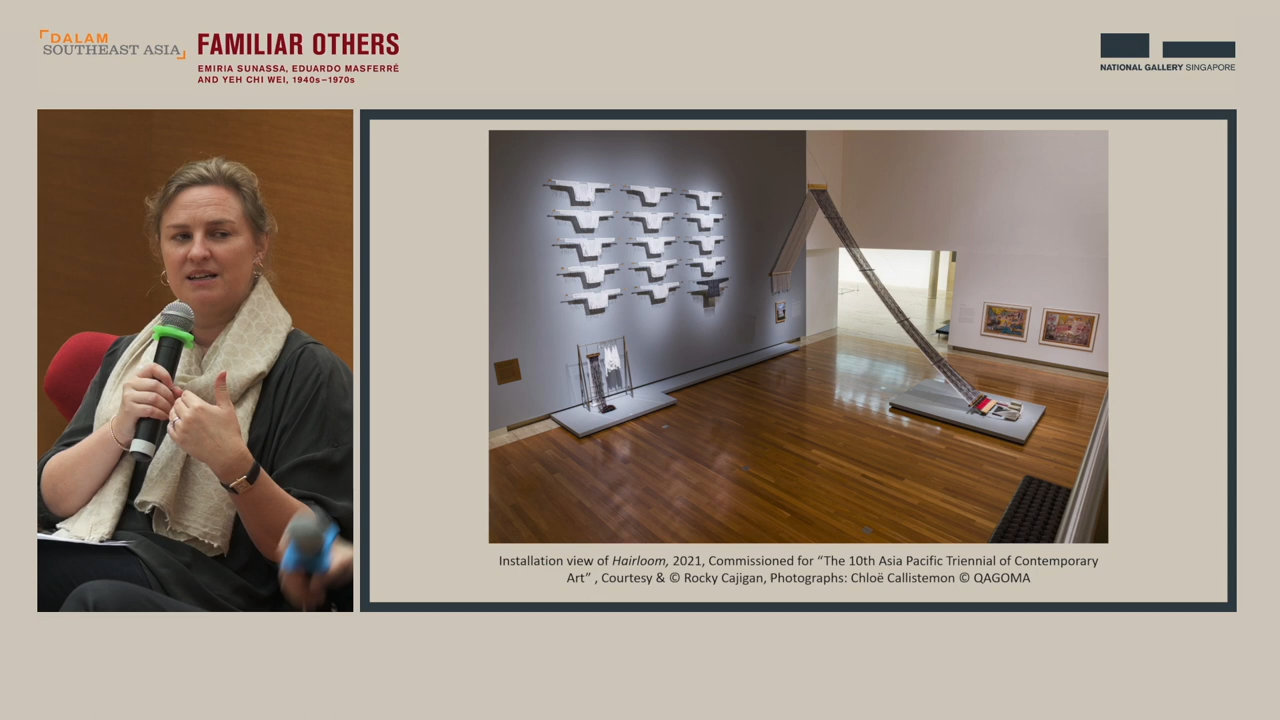 DALAM
SOUTHEAST ASIA
FAMILIAR OTHERS
EMIRIA SUNASSA, EDUARDO MASFERRÉ
AND YEH CHI WEI, 1940s–1970s
NATIONAL GALLERY SINGAPORE
Installation view of Hairloom, 2021, Commissioned for “The 10th Asia Pacific Triennial of Contemporary
Art” , Courtesy & © Rocky Cajigan, Photographs: Chloë Callistemon © QAGOMA